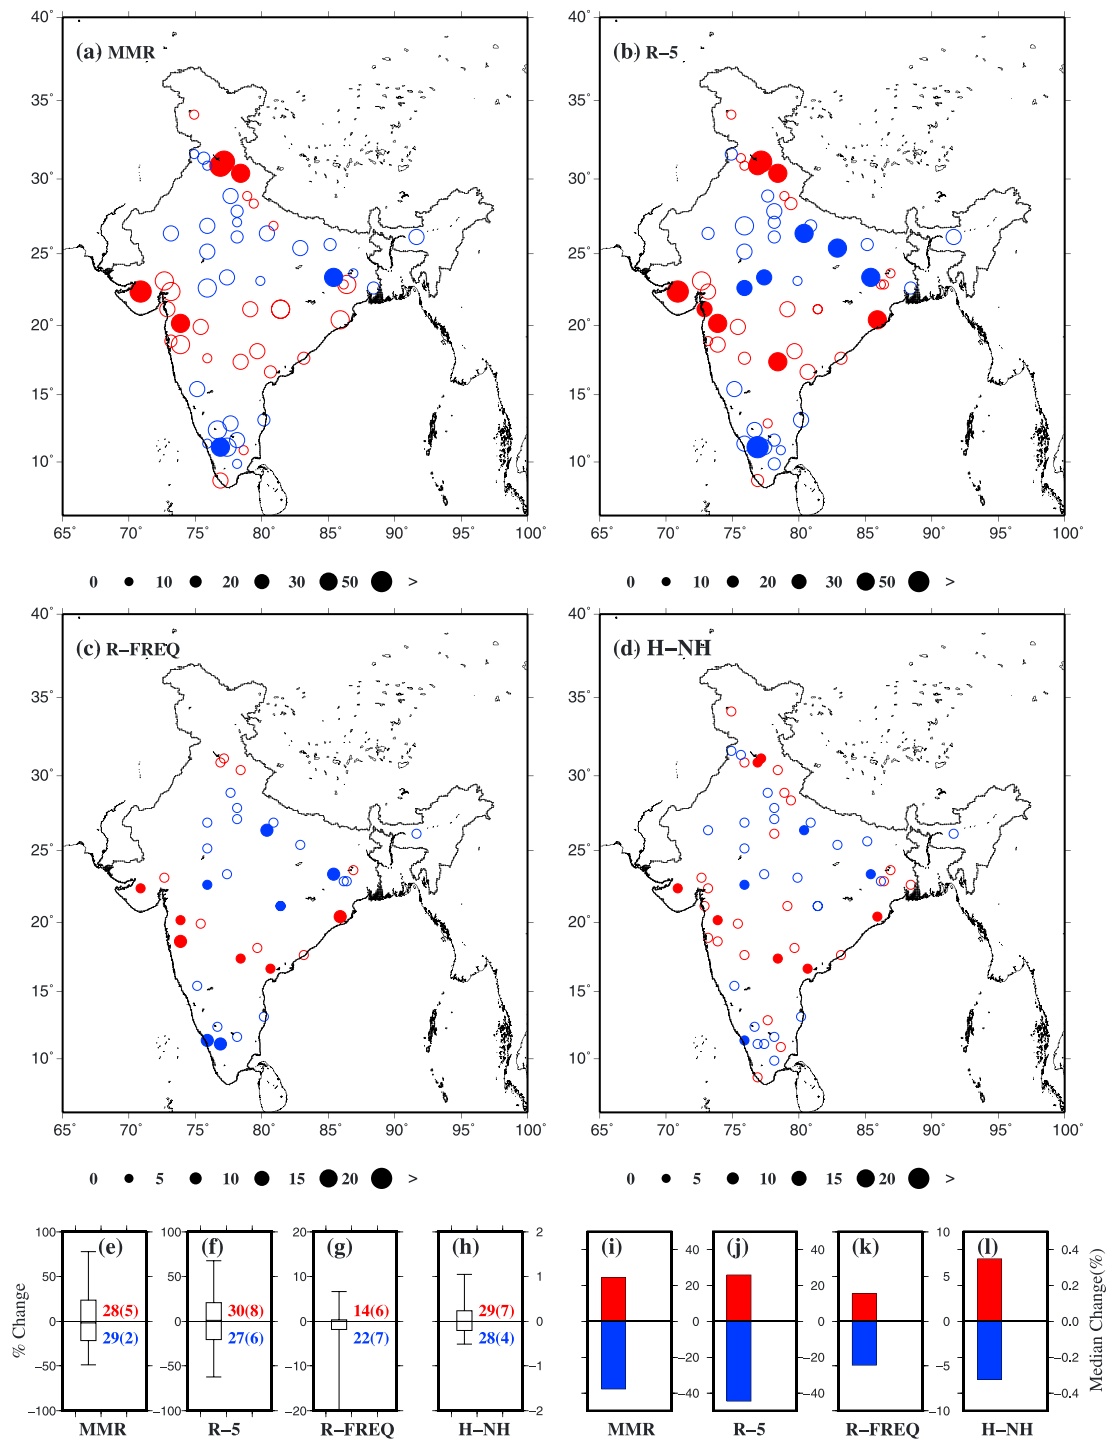 (a) MMR
40°
35°
30°
25°
20°
15°
10°
65 70 75 80 85 90 95 100°
0 10 20 30 50 >
(b) R−5
40°
35°
30°
25°
20°
15°
10°
65 70 75 80 85 90 95 100°
0 10 20 30 50 >
(c) R−FREQ
40°
35°
30°
25°
20°
15°
10°
65° 70° 75° 80° 85° 90° 95° 100°
0 5 10 15 20 >
(d) H−NH
40°
35°
30°
25°
20°
15°
10°
65° 70° 75° 80° 85° 90° 95° 100°
0 5 10 15 20 >
% Change
100
50
0
−50
−100
(e)
28(5)
29(2)
MMR
100
50
0
−50
−100
(f)
30(8)
27(6)
R−5
20
10
0
−10
−20
(g)
14(6)
22(7)
R−FREQ
2
1
0
−1
−2
(h)
29(7)
28(4)
H−NH
(i)
40
20
0
−20
−40
MMR
(j)
40
20
0
−20
−40
R−5
(k)
10
5
0
−5
−10
R−FREQ
(l)
0.4
0.2
0.0
−0.2
−0.4
H−NH
Median Change(%)